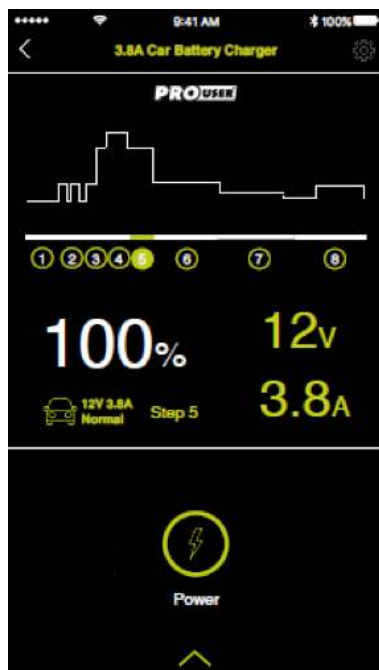 9:41 AM 100%
3.8A Car Battery Charger
PROUSER
1 2 3 4 5 6 7 8
100% 12V
12V 3.8A
Normal
Step 5 3.8A
Power